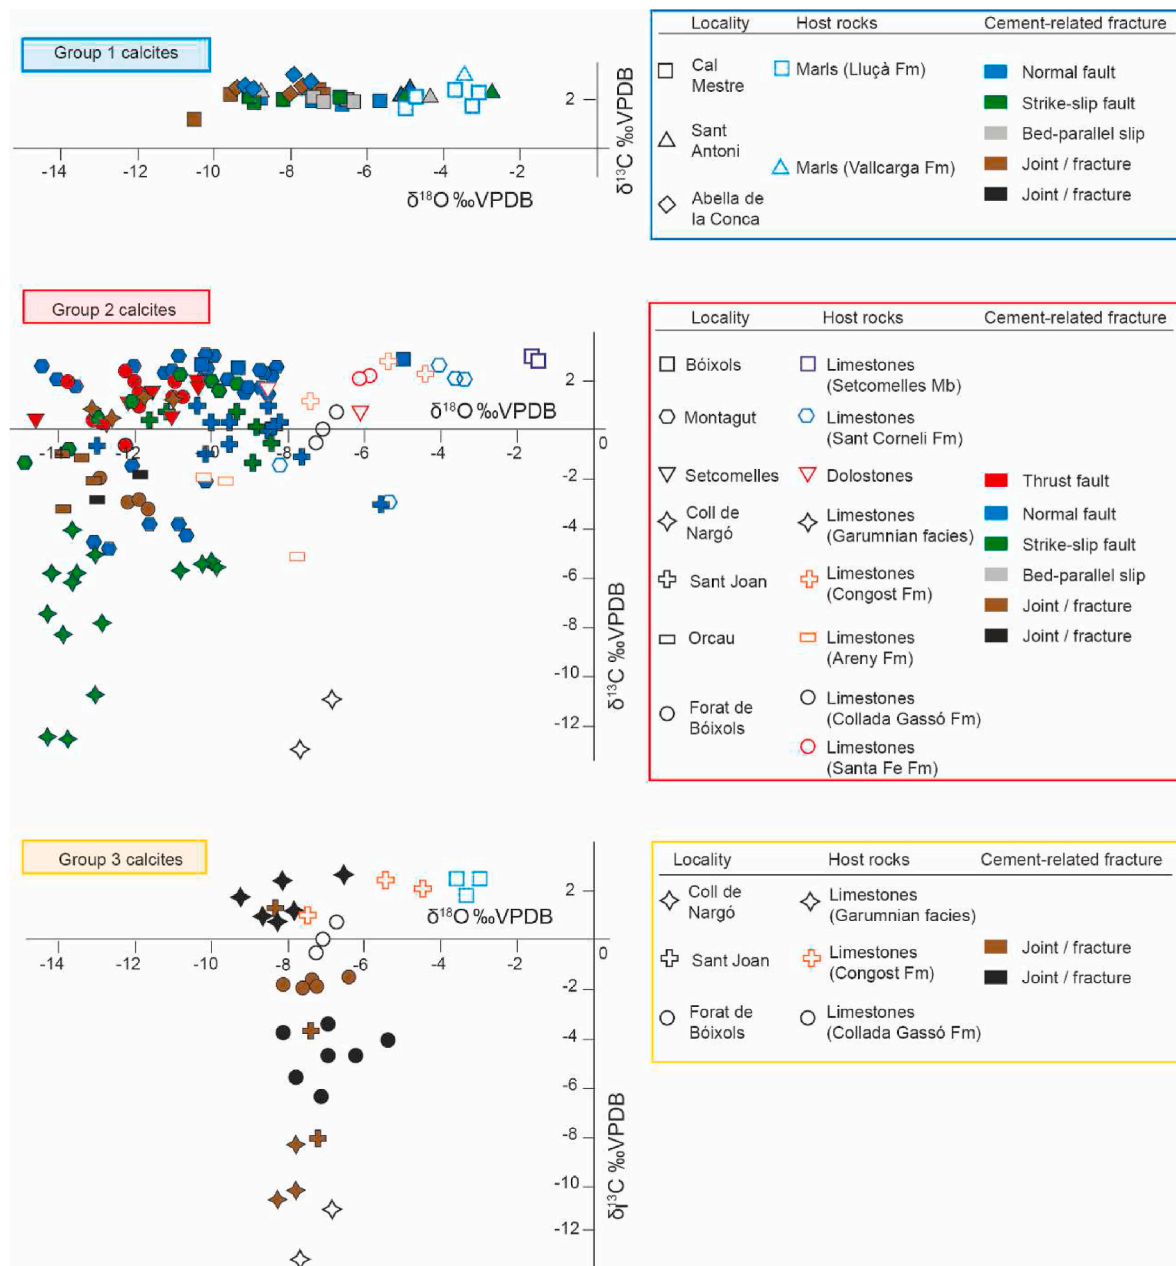 Group 1 calcites
2
-14
-12
-10
-8
-6
-4
-2
0
δ18O ‰VPDB
δ13C ‰VPDB
Locality
Host rocks
Cement-related fracture
Cal
Mestre
Marls (Lluçà Fm)
Normal fault
Strike-slip fault
Sant
Antoni
Bed-parallel slip
Marls (Vallcarga Fm)
Joint / fracture
Joint / fracture
Abella de
la Conca
Group 2 calcites
2
δ18O ‰VPDB
0
-14
-12
-10
-8
-6
-4
-2
-2
-4
-6
-8
-10
-12
δ13C ‰VPDB
Locality
Host rocks
Cement-related fracture
Bóixols
Limestones
(Setcomelles Mb)
Montagut
Limestones
(Sant Corneli Fm)
Setcomelles
Dolostones
Thrust fault
Coll de
Nargó
Limestones
(Garumnian facies)
Normal fault
Strike-slip fault
Sant Joan
Limestones
(Congost Fm)
Bed-parallel slip
Joint / fracture
Orcau
Limestones
(Areny Fm)
Joint / fracture
Forat de
Bóixols
Limestones
(Collada Gassó Fm)
Limestones
(Santa Fe Fm)
Group 3 calcites
2
δ18O ‰VPDB
-14
-12
-10
-8
-6
-4
-2
0
-2
-4
-6
-8
-10
-12
δ13C ‰VPDB
Locality
Host rocks
Cement-related fracture
Coll de
Nargó
Limestones
(Garumnian facies)
Sant Joan
Limestones
(Congost Fm)
Joint / fracture
Joint / fracture
Forat de
Bóixols
Limestones
(Collada Gassó Fm)